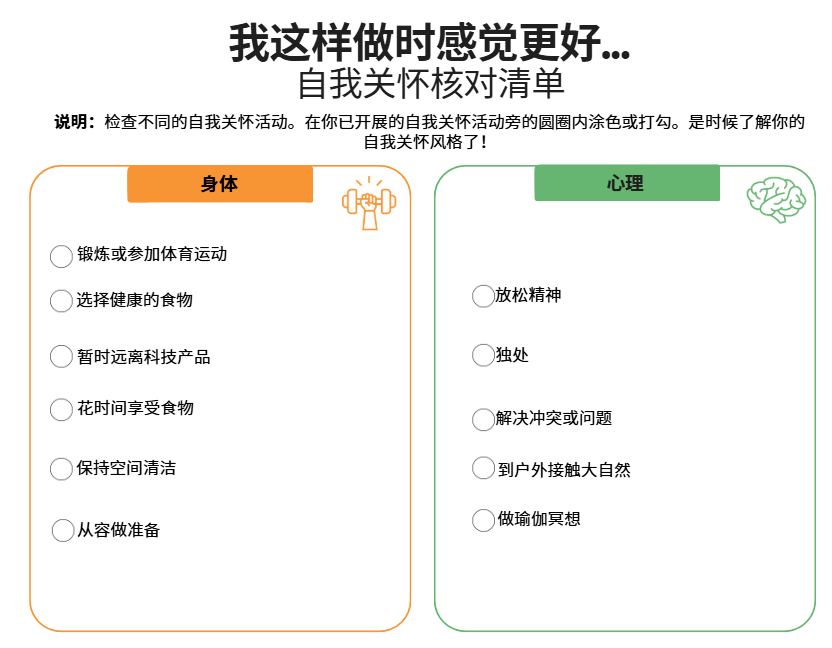 我这样做时感觉更好...
自我关怀核对清单
说明：检查不同的自我关怀活动。在你已开展的自我关怀活动旁的圆圈内涂色或打勾。是时候了解你的
自我关怀风格了！
身体
锻炼或参加体育运动
选择健康的食物
暂时远离科技产品
花时间享受食物
保持空间清洁
从容做准备
心理
放松精神
独处
解决冲突或问题
到户外接触大自然
做瑜伽冥想